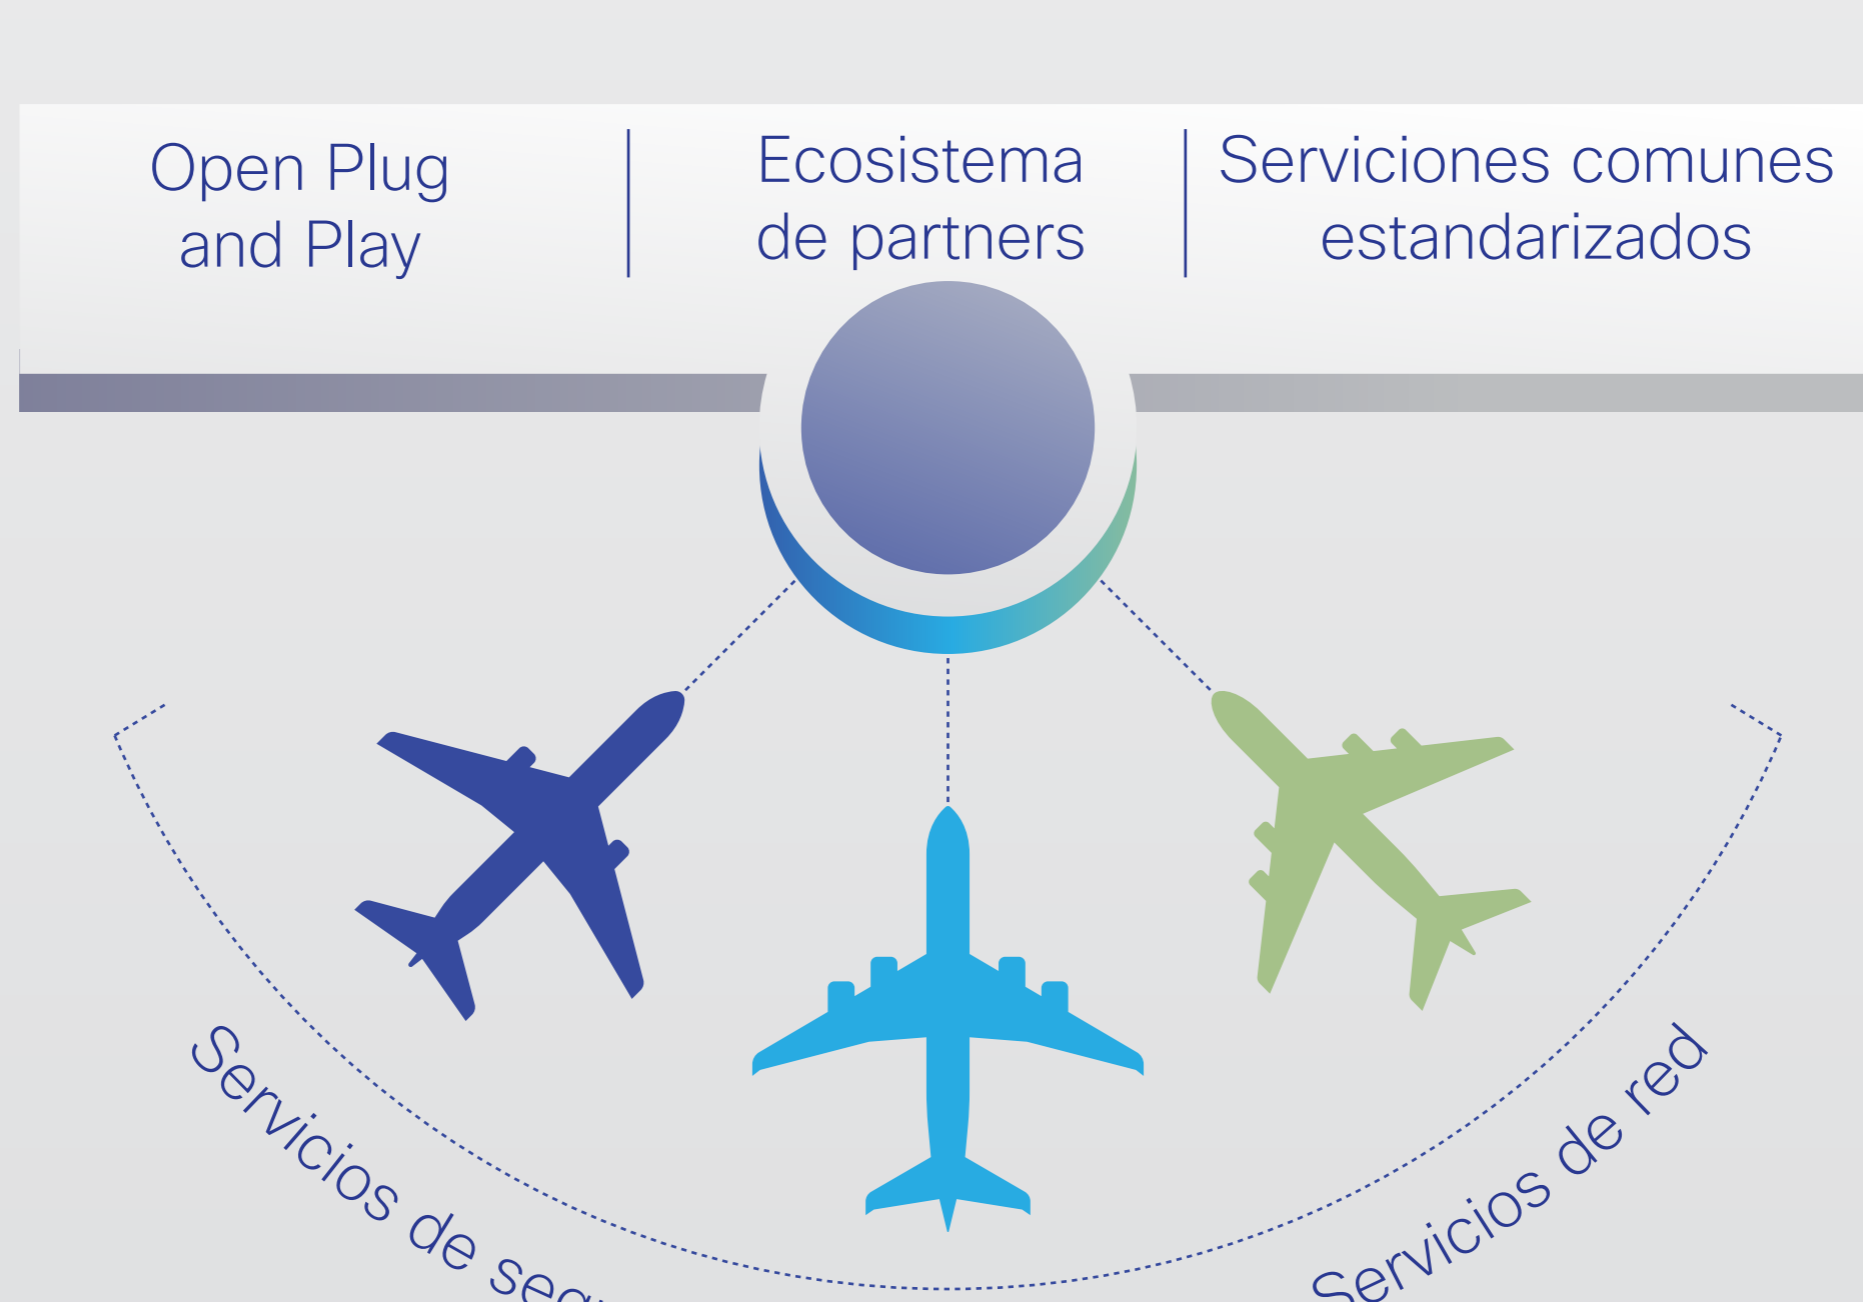 Open Plug
and Play
Ecosistema
de partners
Serviciones comunes
estandarizados
Servicios de
Servicios de red